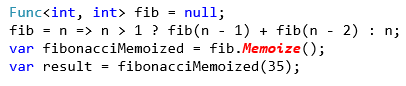 Func<int, int> fib = null;
fib = n => n > 1 ? fib(n - 1) + fib(n - 2) : n;
var fibonacciMemoized = fib.Memoize();
var result = fibonacciMemoized(35);